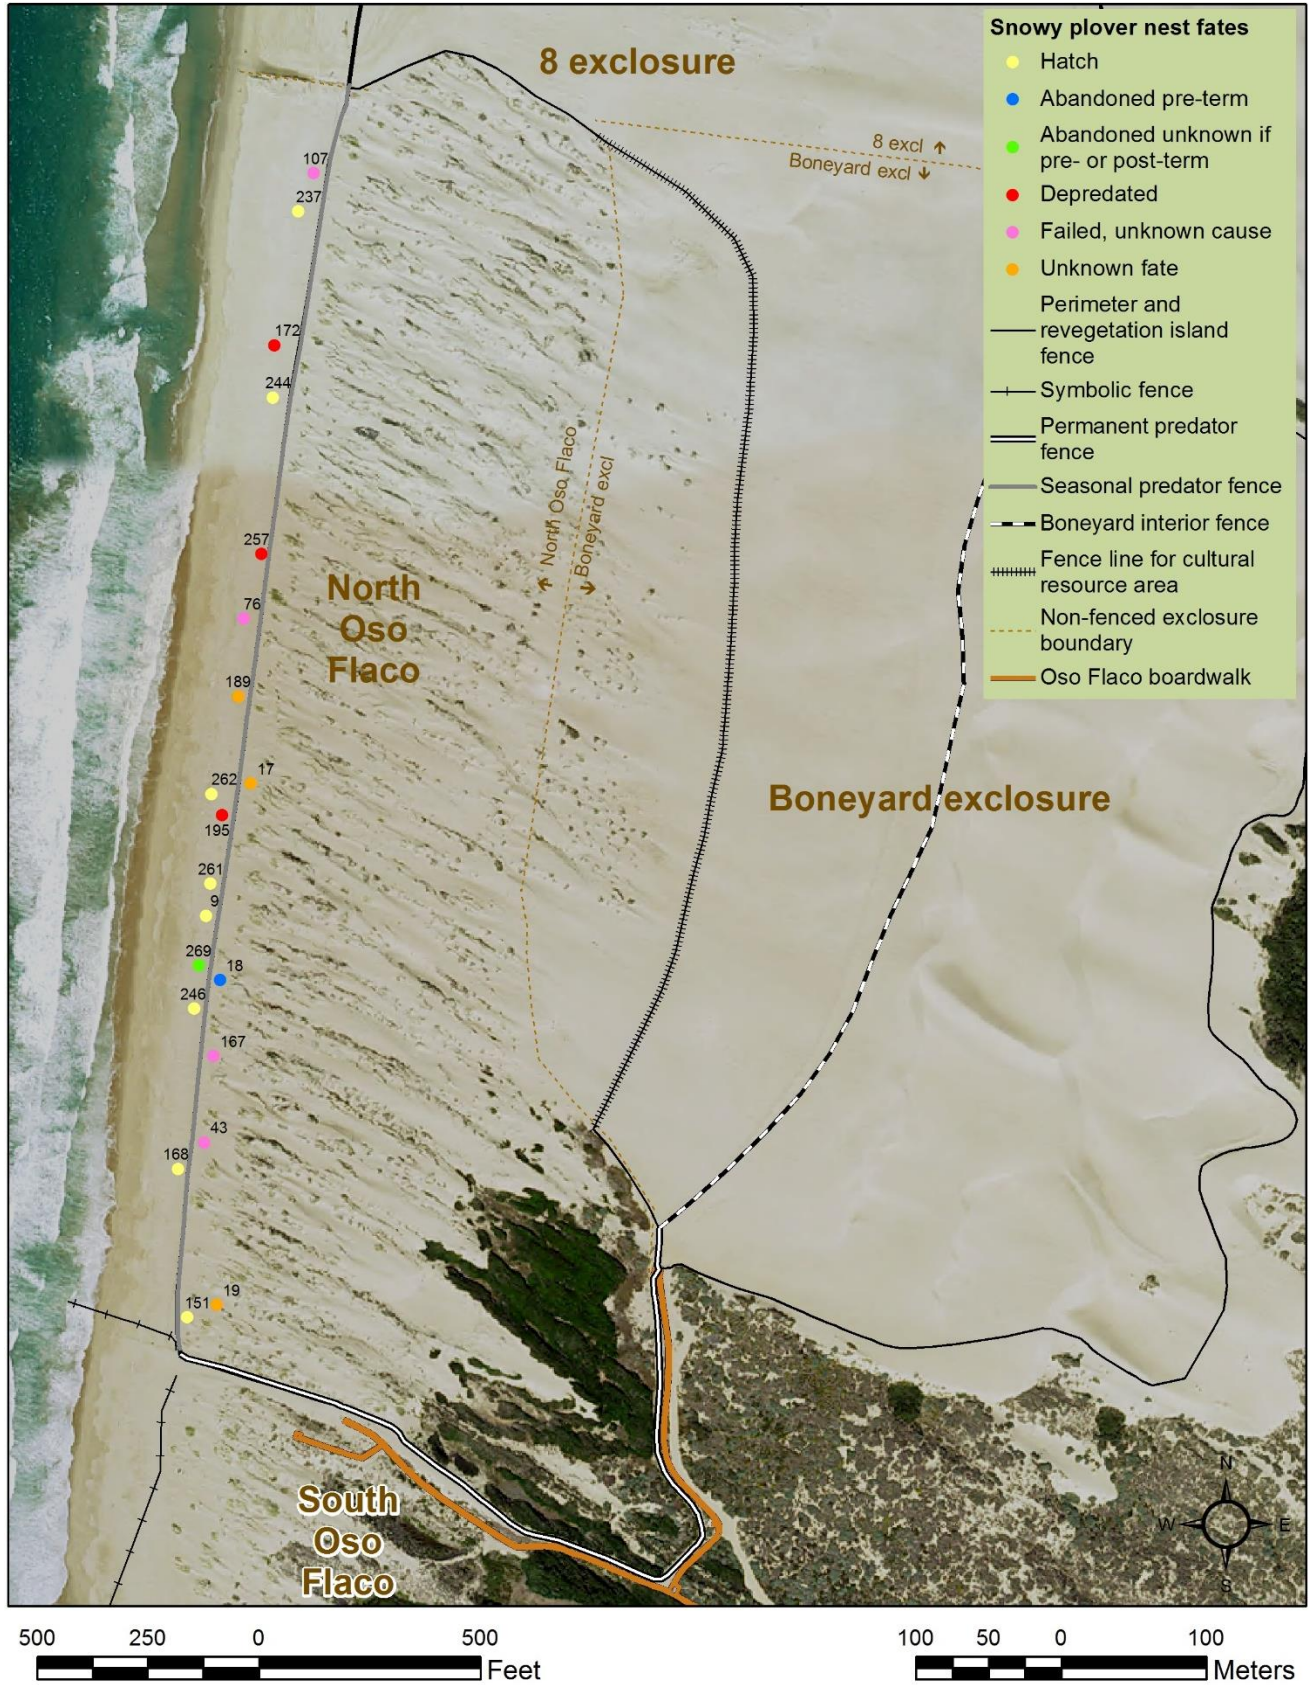 8 exclosure
8 excl
Boneyard excl
Snowy plover nest fates
Hatch
Abandoned pre-term
Abandoned unknown if
pre- or post-term
Depredated
Failed, unknown cause
Unknown fate
Perimeter and
revegetation island
fence
Symbolic fence
Permanent predator
fence
Seasonal predator fence
Boneyard interior fence
Fence line for cultural
resource area
Non-fenced exclosure
boundary
Oso Flaco boardwalk
107
237
172
244
257
76
189
262
17
195
261
9
269
18
246
167
43
168
151
19
North Oso Flaco
Boneyard excl
North
Oso
Flaco
Boneyard exclosure
South
Oso
Flaco
N
W
E
S
500 250 0 500
Feet
100 50 0 100
Meters